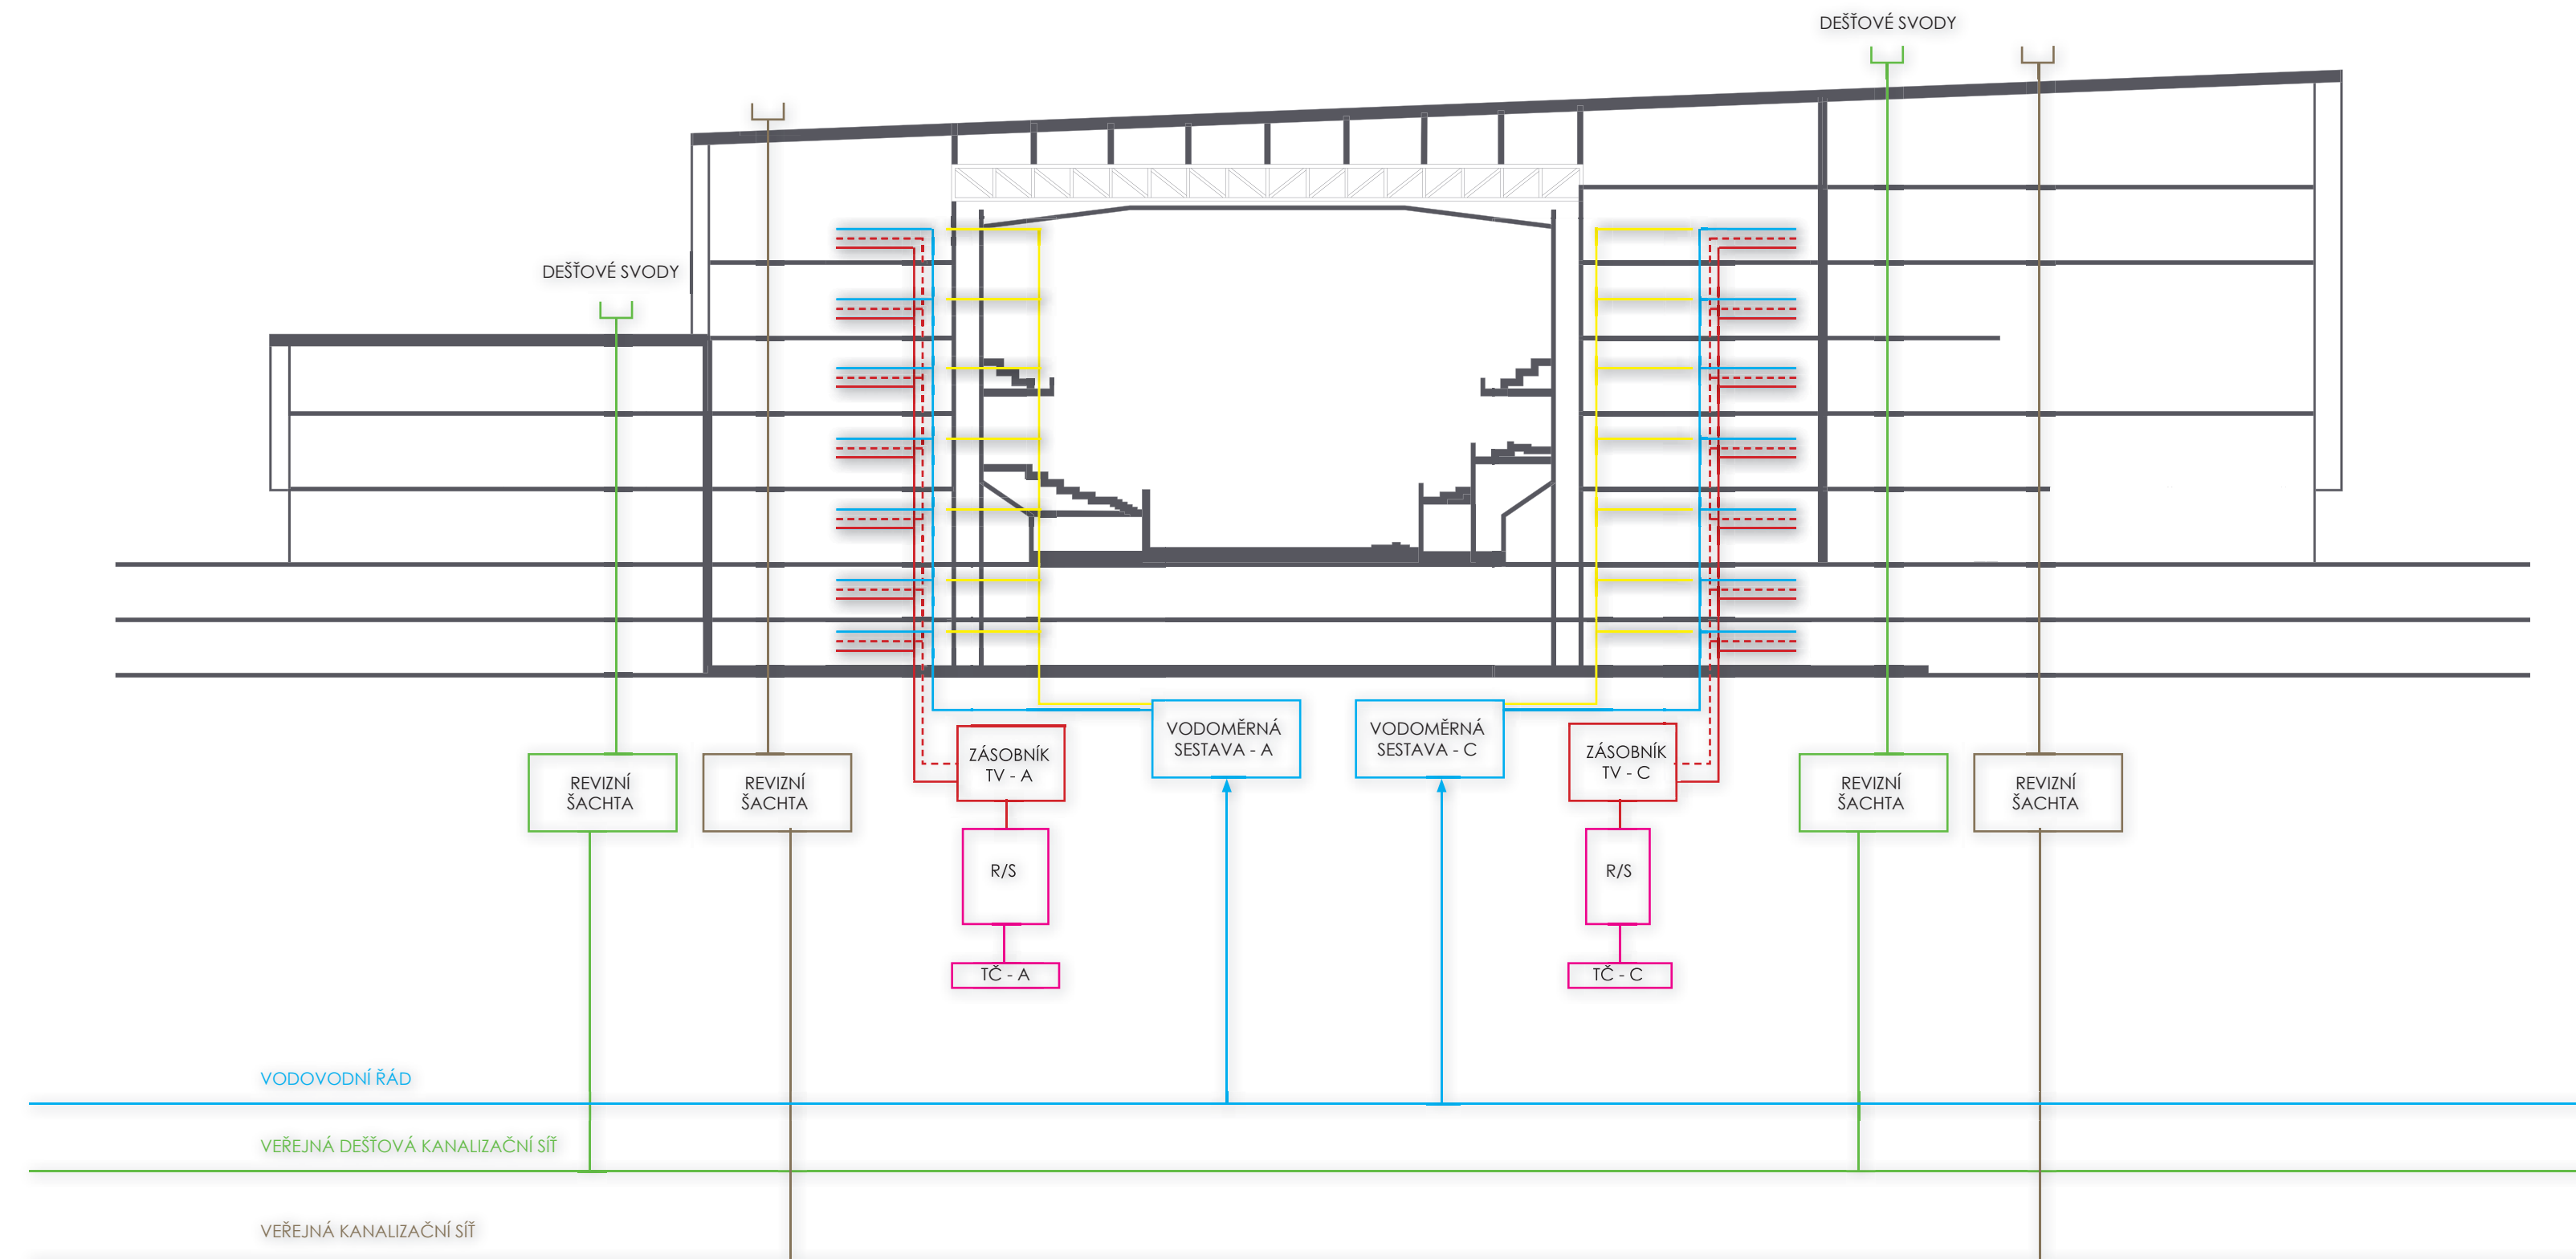 DEŠŤOVÉ SVODY
DEŠŤOVÉ SVODY
VODOMĚRNÁ
SESTAVA - A
VODOMĚRNÁ
SESTAVA - C
ZÁSOBNÍK
TV - A
ZÁSOBNÍK
TV - C
REVIZNÍ
ŠACHTA
REVIZNÍ
ŠACHTA
REVIZNÍ
ŠACHTA
REVIZNÍ
ŠACHTA
R/S
R/S
TČ - A
TČ - C
VODOVODNÍ ŘÁD
VEŘEJNÁ DEŠŤOVÁ KANALIZAČNÍ SÍŤ
VEŘEJNÁ KANALIZAČNÍ SÍŤ